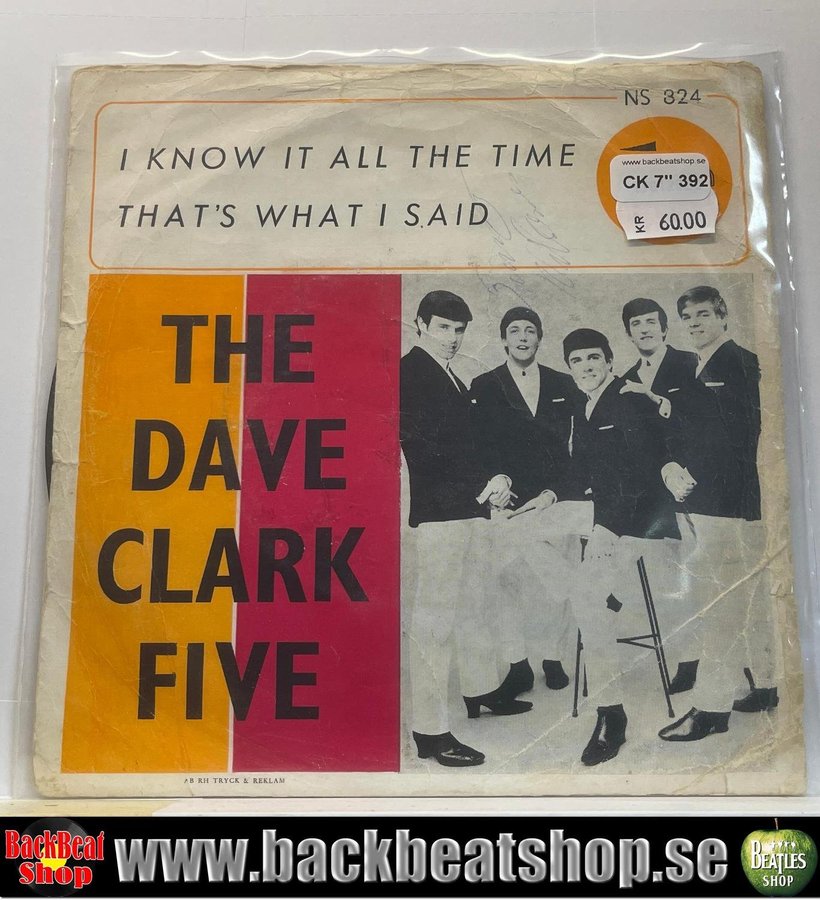 NS 824
I KNOW IT ALL THE TIME
THAT'S WHAT I SAID
www.backbeatshop.se
CK 7" 392
KR 60.00
THE
DAVE
CLARK
FIVE
AB RH TRYCK & REKLAM
BackBeat
Shop
www.backbeatshop.se
BEATLES
SHOP